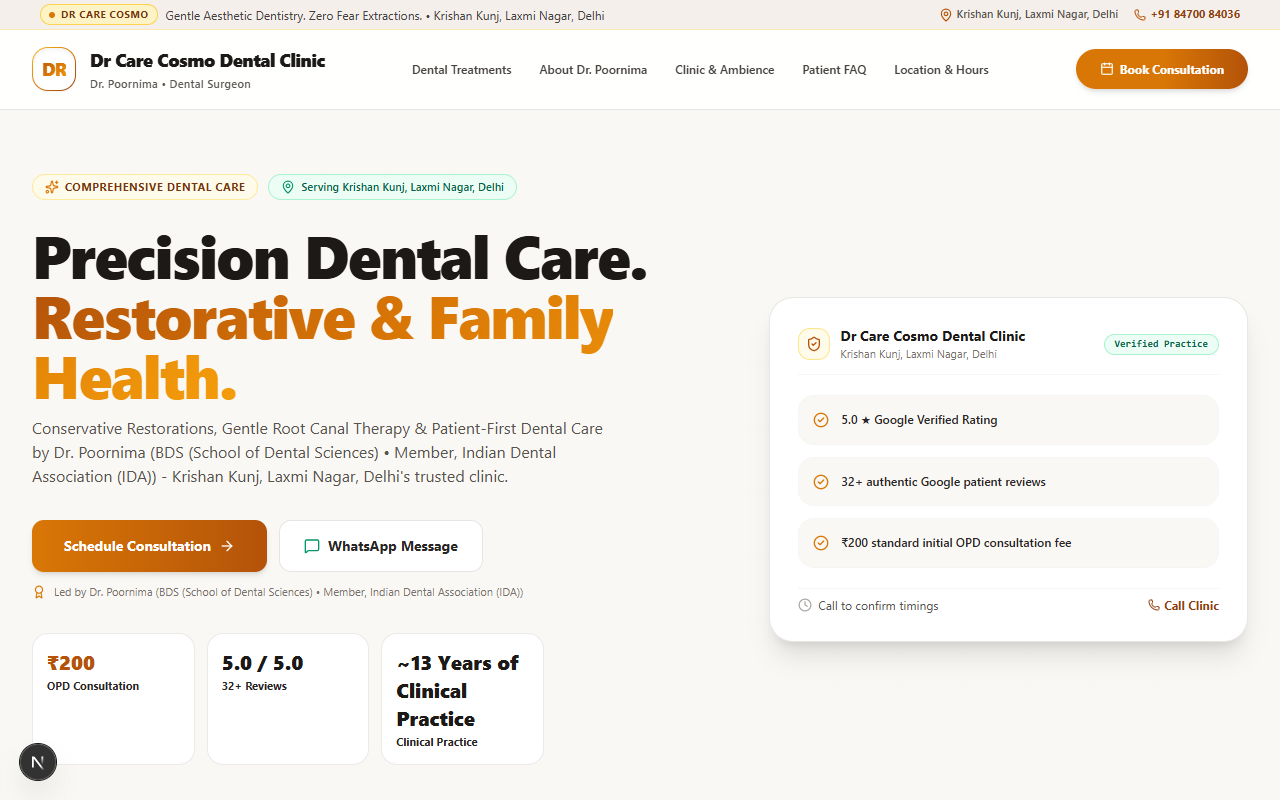 DR CARE COSMO
Gentle Aesthetic Dentistry. Zero Fear Extractions. • Krishan Kunj, Laxmi Nagar, Delhi
Krishan Kunj, Laxmi Nagar, Delhi
+91 84700 84036
DR
Dr Care Cosmo Dental Clinic
Dr. Poornima • Dental Surgeon
Dental Treatments
About Dr. Poornima
Clinic & Ambience
Patient FAQ
Location & Hours
Book Consultation
COMPREHENSIVE DENTAL CARE
Serving Krishan Kunj, Laxmi Nagar, Delhi
Precision Dental Care.
Restorative & Family
Health.
Conservative Restorations, Gentle Root Canal Therapy & Patient-First Dental Care
by Dr. Poornima (BDS (School of Dental Sciences) • Member, Indian Dental
Association (IDA)) - Krishan Kunj, Laxmi Nagar, Delhi's trusted clinic.
Schedule Consultation →
WhatsApp Message
Led by Dr. Poornima (BDS (School of Dental Sciences) • Member, Indian Dental Association (IDA))
₹200
OPD Consultation
5.0 / 5.0
32+ Reviews
~13 Years of
Clinical
Practice
Clinical Practice
Dr Care Cosmo Dental Clinic
Krishan Kunj, Laxmi Nagar, Delhi
Verified Practice
5.0 ★ Google Verified Rating
32+ authentic Google patient reviews
₹200 standard initial OPD consultation fee
Call to confirm timings
Call Clinic
N